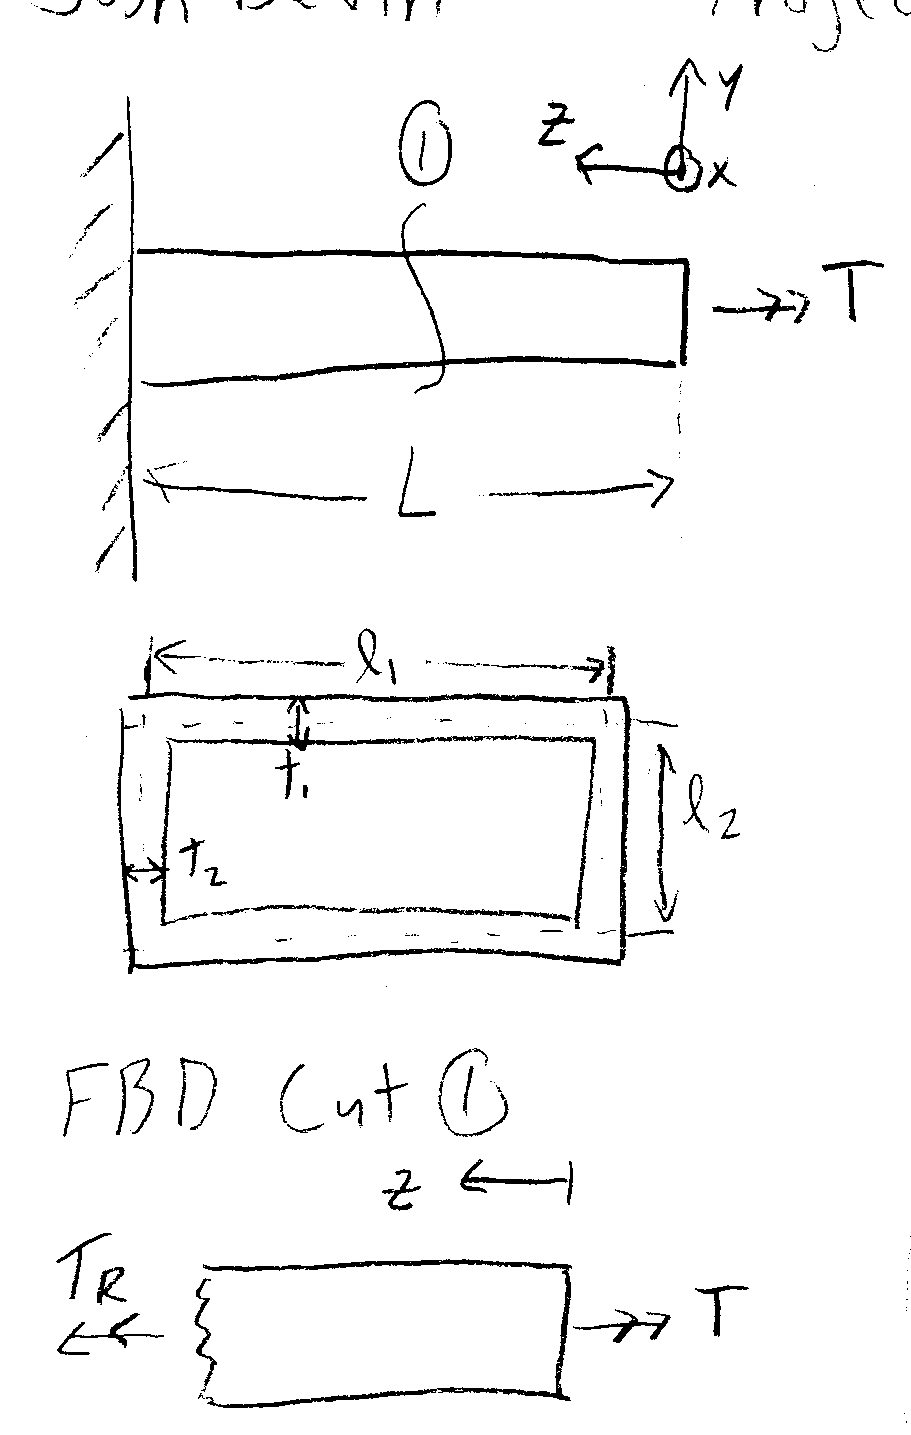 ①
y
z
x
T
L
l₁
t₁
l₂
t₂
FBD Cut ①
z
T_R
T